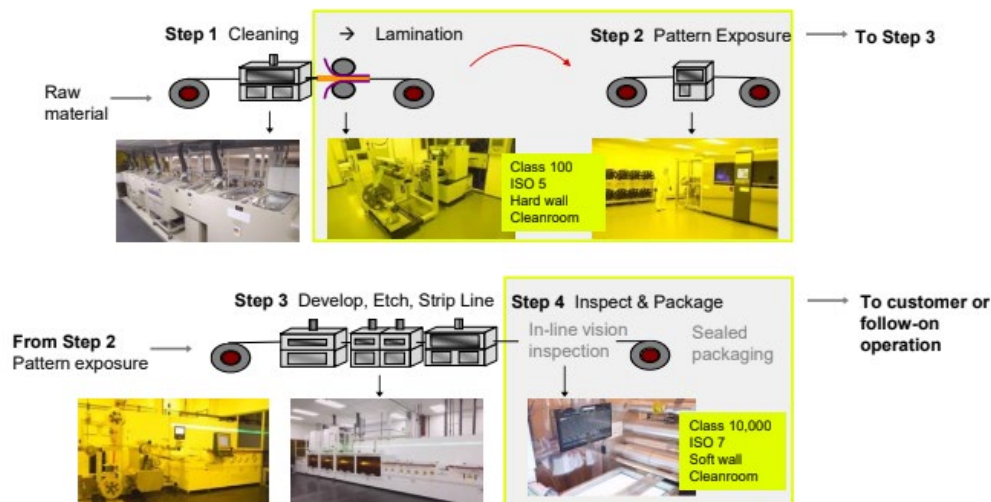 Step 1 Cleaning
→ Lamination
Step 2 Pattern Exposure
To Step 3
Raw
material
Class 100
ISO 5
Hard wall
Cleanroom
Step 3 Develop, Etch, Strip Line
Step 4 Inspect & Package
To customer or
follow-on
operation
From Step 2
Pattern exposure
In-line vision
inspection
Sealed
packaging
Class 10,000
ISO 7
Soft wall
Cleanroom